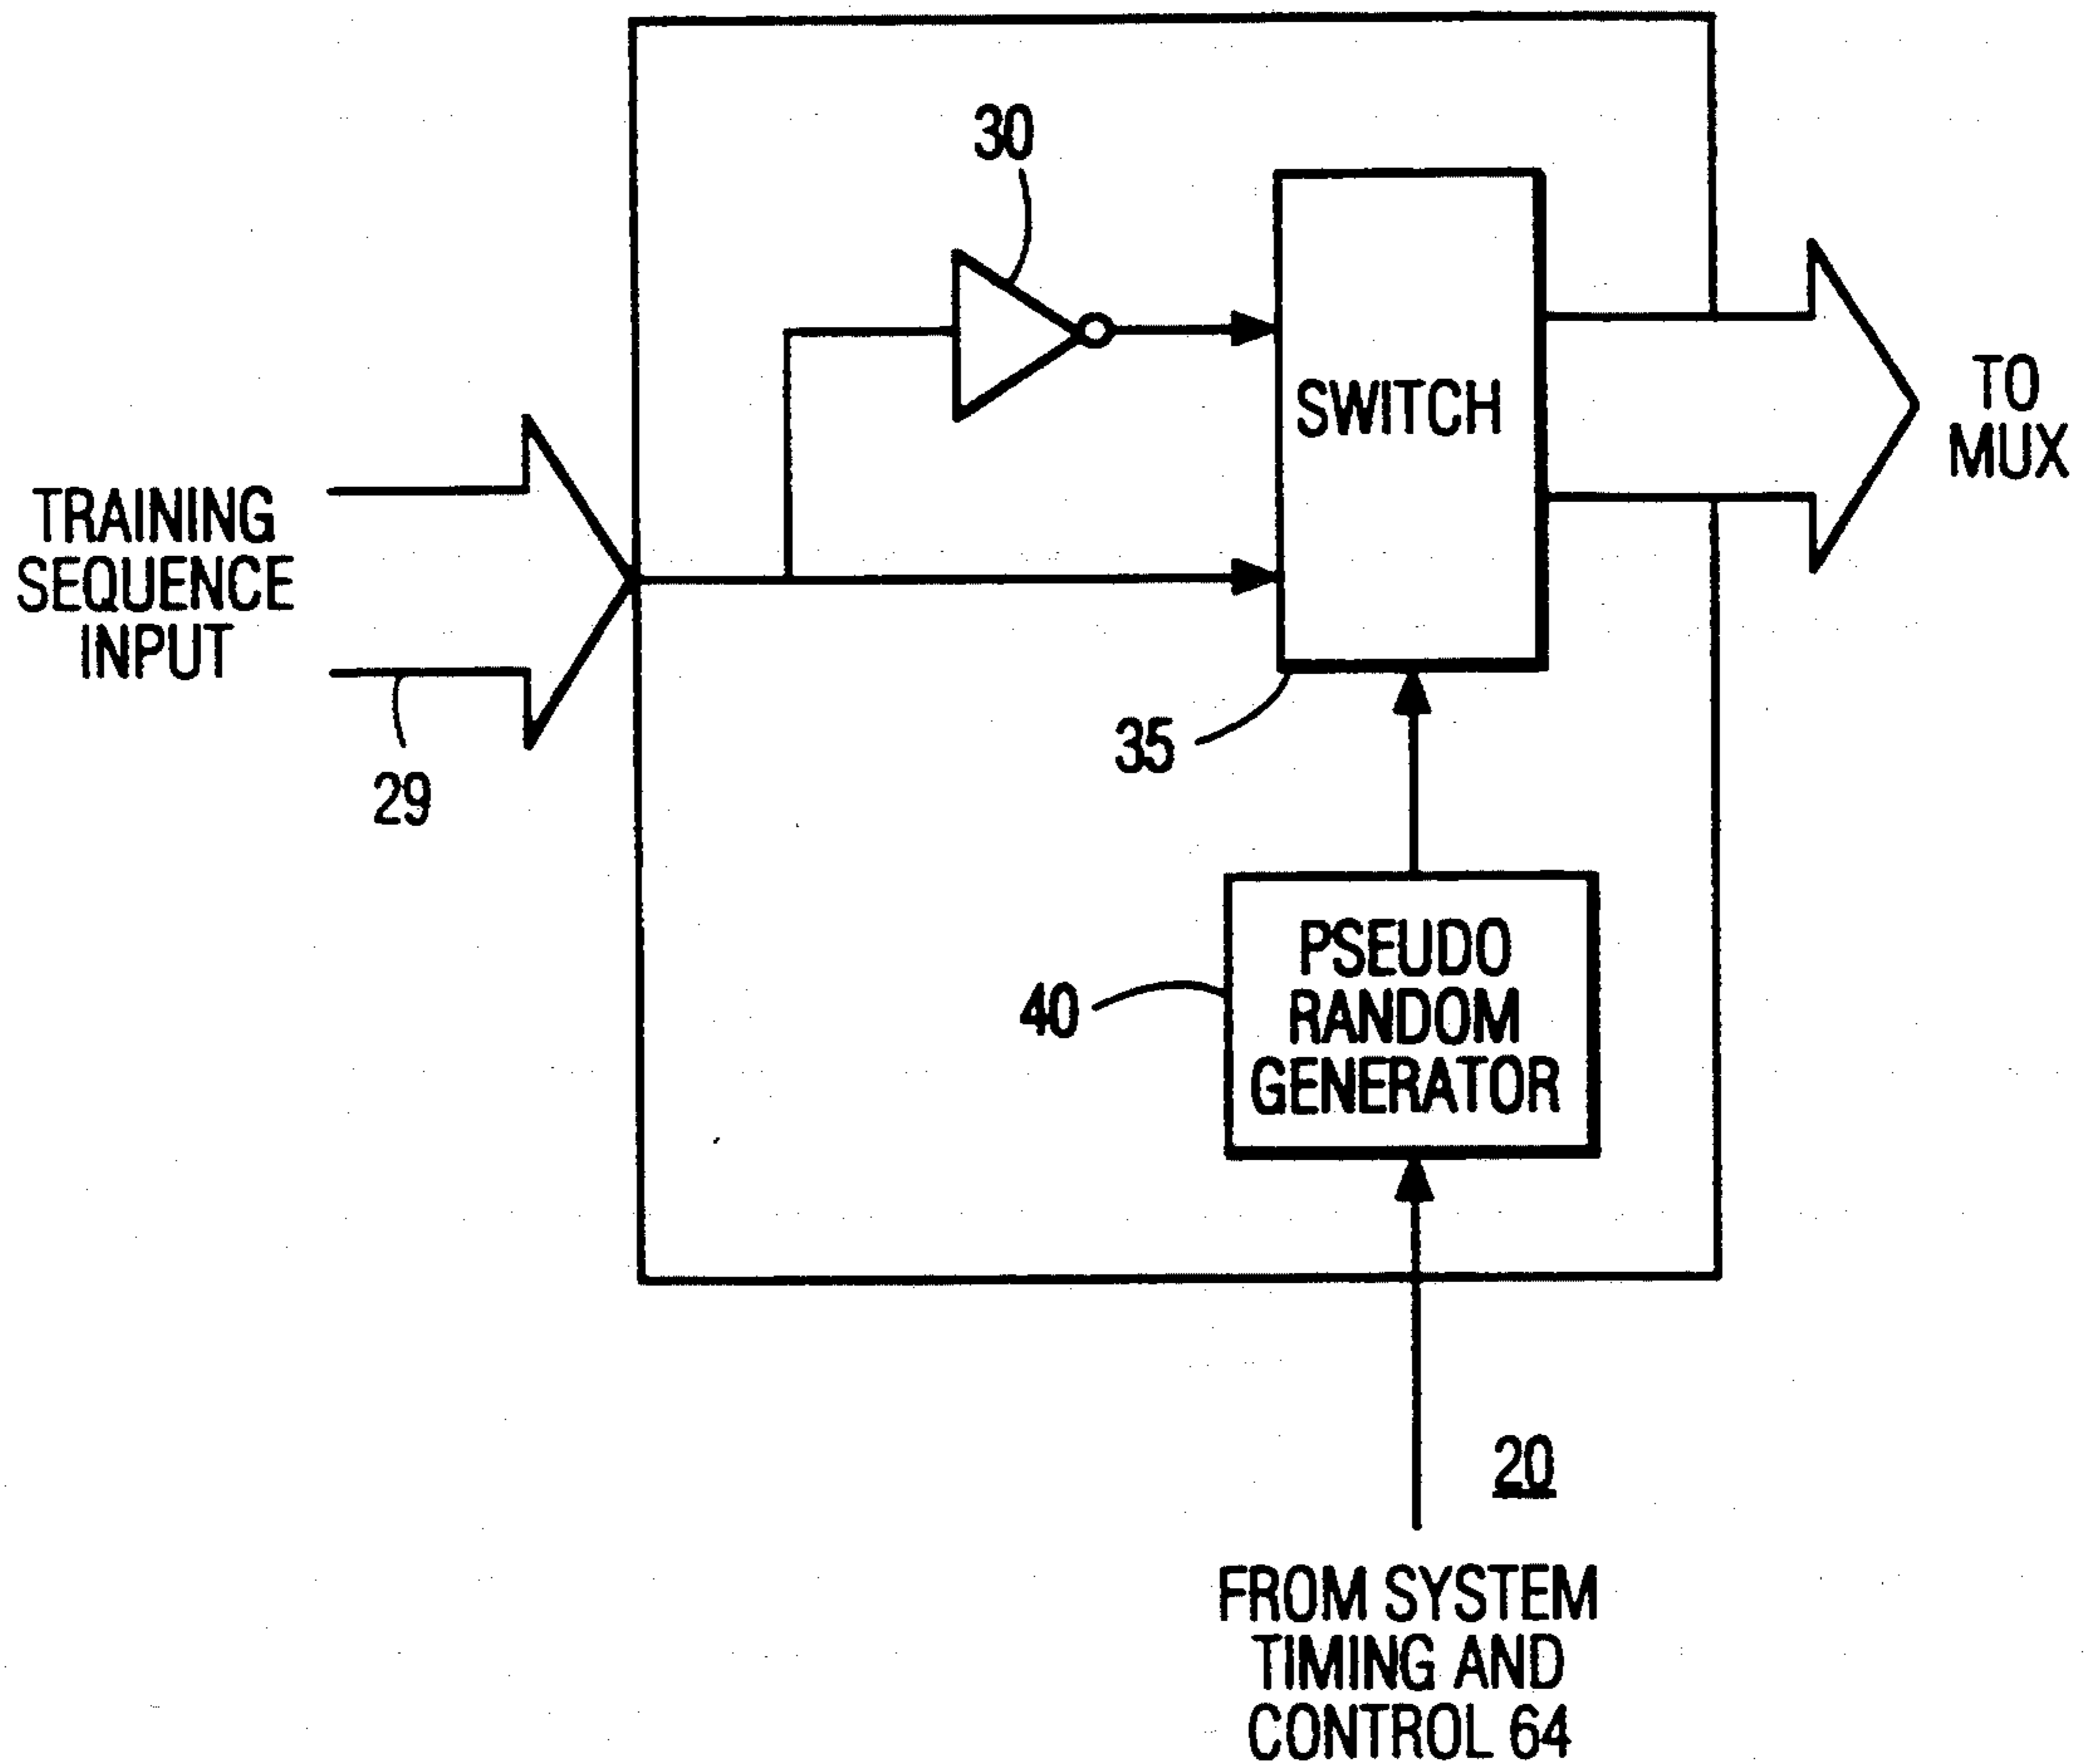 30
SWITCH
TO
MUX
TRAINING
SEQUENCE
INPUT
29
35
40
PSEUDO
RANDOM
GENERATOR
20
FROM SYSTEM
TIMING AND
CONTROL 64